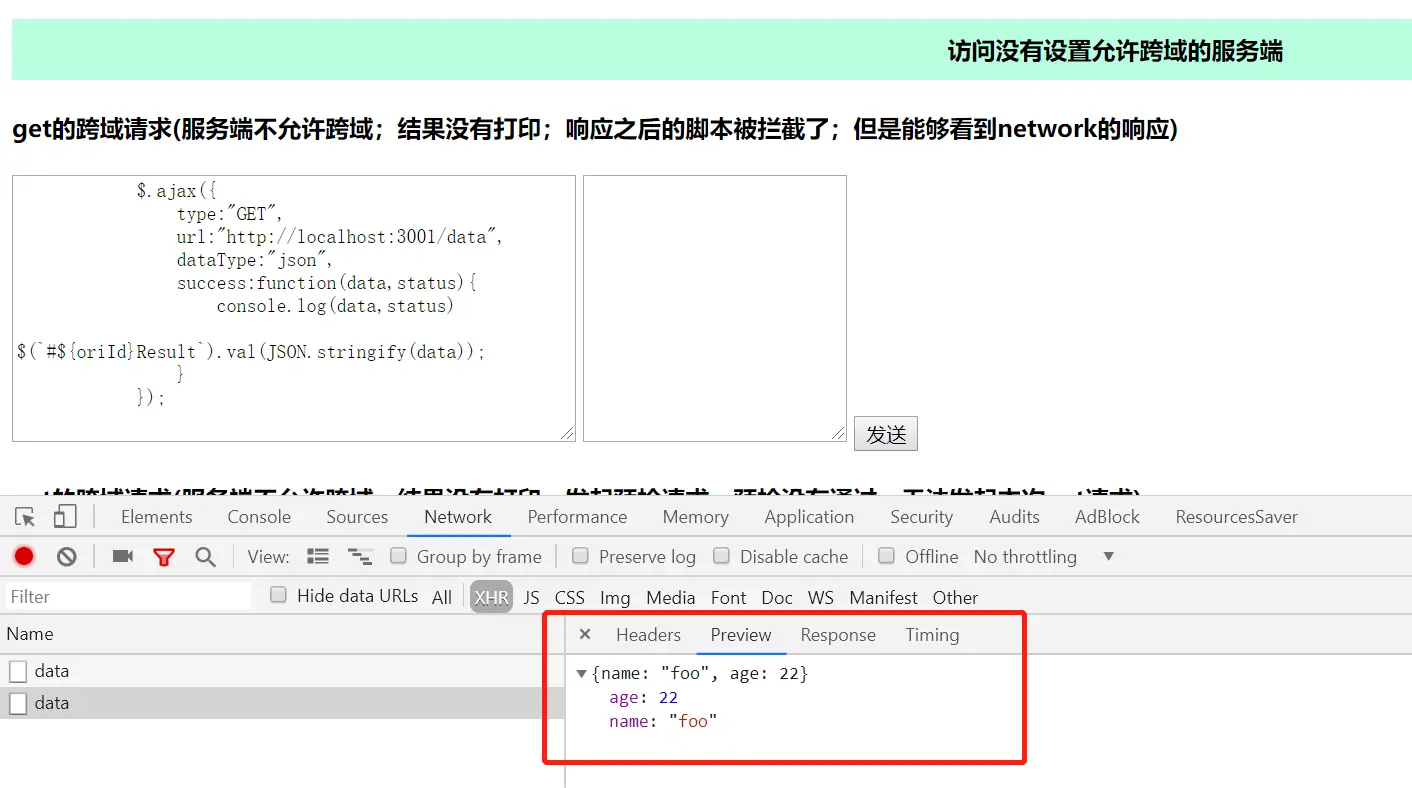 访问没有设置允许跨域的服务端
get的跨域请求(服务端不允许跨域；结果没有打印；响应之后的脚本被拦截了；但是能够看到network的响应)
$.ajax({
type:"GET",
url:"http://localhost:3001/data",
dataType:"json",
success:function(data,status){
console.log(data,status)
$(`#${oriId}Result`).val(JSON.stringify(data));
}
});
发送
Elements Console Sources Network Performance Memory Application Security Audits AdBlock ResourcesSaver
View: Group by frame Preserve log Disable cache Offline No throttling
Filter Hide data URLs All XHR JS CSS Img Media Font Doc WS Manifest Other
Name × Headers Preview Response Timing
data
data
{name: "foo", age: 22}
age: 22
name: "foo"